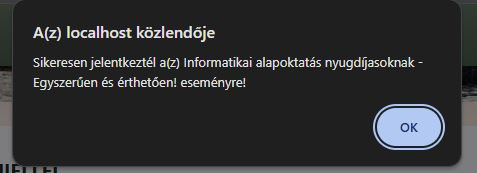 A(z) localhost közlendője
Sikeresen jelentkeztél a(z) Informatikai alapoktatás nyugdíjasoknak -
Egyszerűen és érthetően! eseményre!
OK